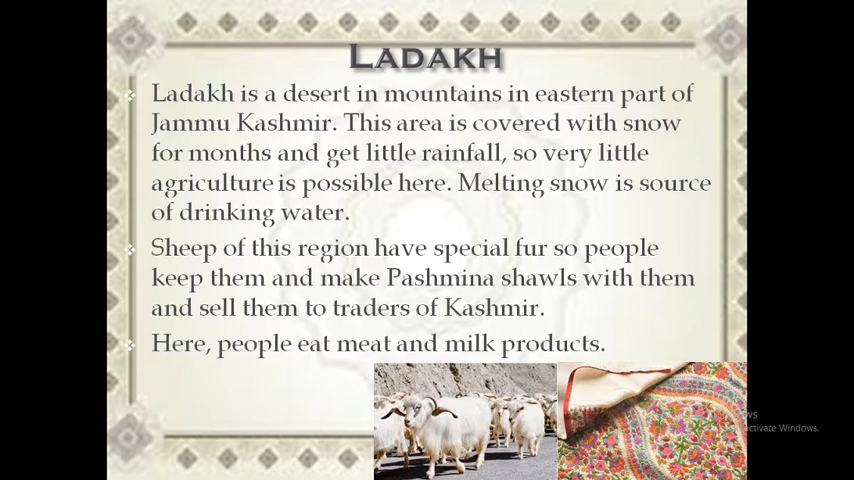 LADAKH
Ladakh is a desert in mountains in eastern part of
Jammu Kashmir. This area is covered with snow
for months and get little rainfall, so very little
agriculture is possible here. Melting snow is source
of drinking water.
Sheep of this region have special fur so people
keep them and make Pashmina shawls with them
and sell them to traders of Kashmir.
Here, people eat meat and milk products.
activate Windows.